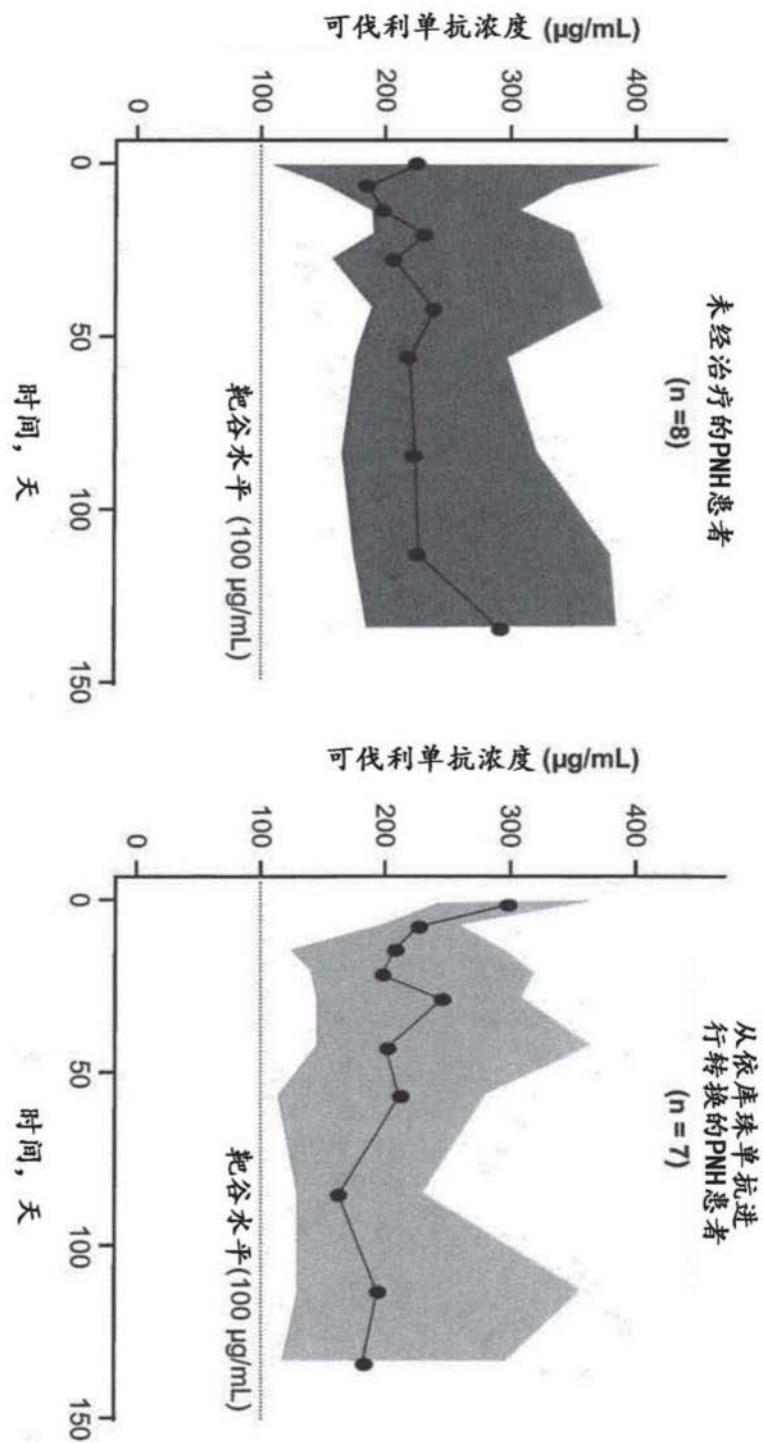 未经治疗的PNH患者
(n =8)
可伐利单抗浓度 (μg/mL)
400
300
200
100
0
靶谷水平 (100 μg/mL)
0
50
100
150
时间，天
从依库珠单抗进
行转换的PNH患者
(n = 7)
可伐利单抗浓度 (μg/mL)
400
300
200
100
0
靶谷水平(100 μg/mL)
0
50
100
150
时间，天